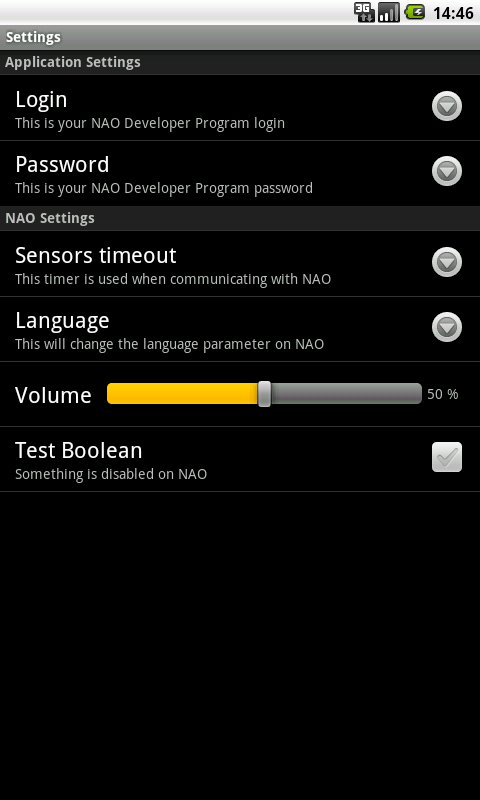 3G 14:46
Settings
Application Settings
Login
This is your NAO Developer Program login
Password
This is your NAO Developer Program password
NAO Settings
Sensors timeout
This timer is used when communicating with NAO
Language
This will change the language parameter on NAO
Volume 50 %
Test Boolean
Something is disabled on NAO